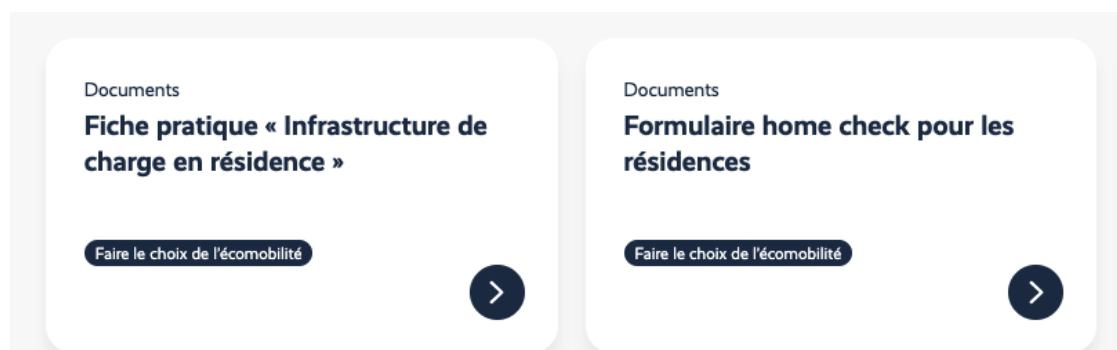 Documents
Fiche pratique « Infrastructure de
charge en résidence »
Faire le choix de l'écomobilité
Documents
Formulaire home check pour les
résidences
Faire le choix de l'écomobilité